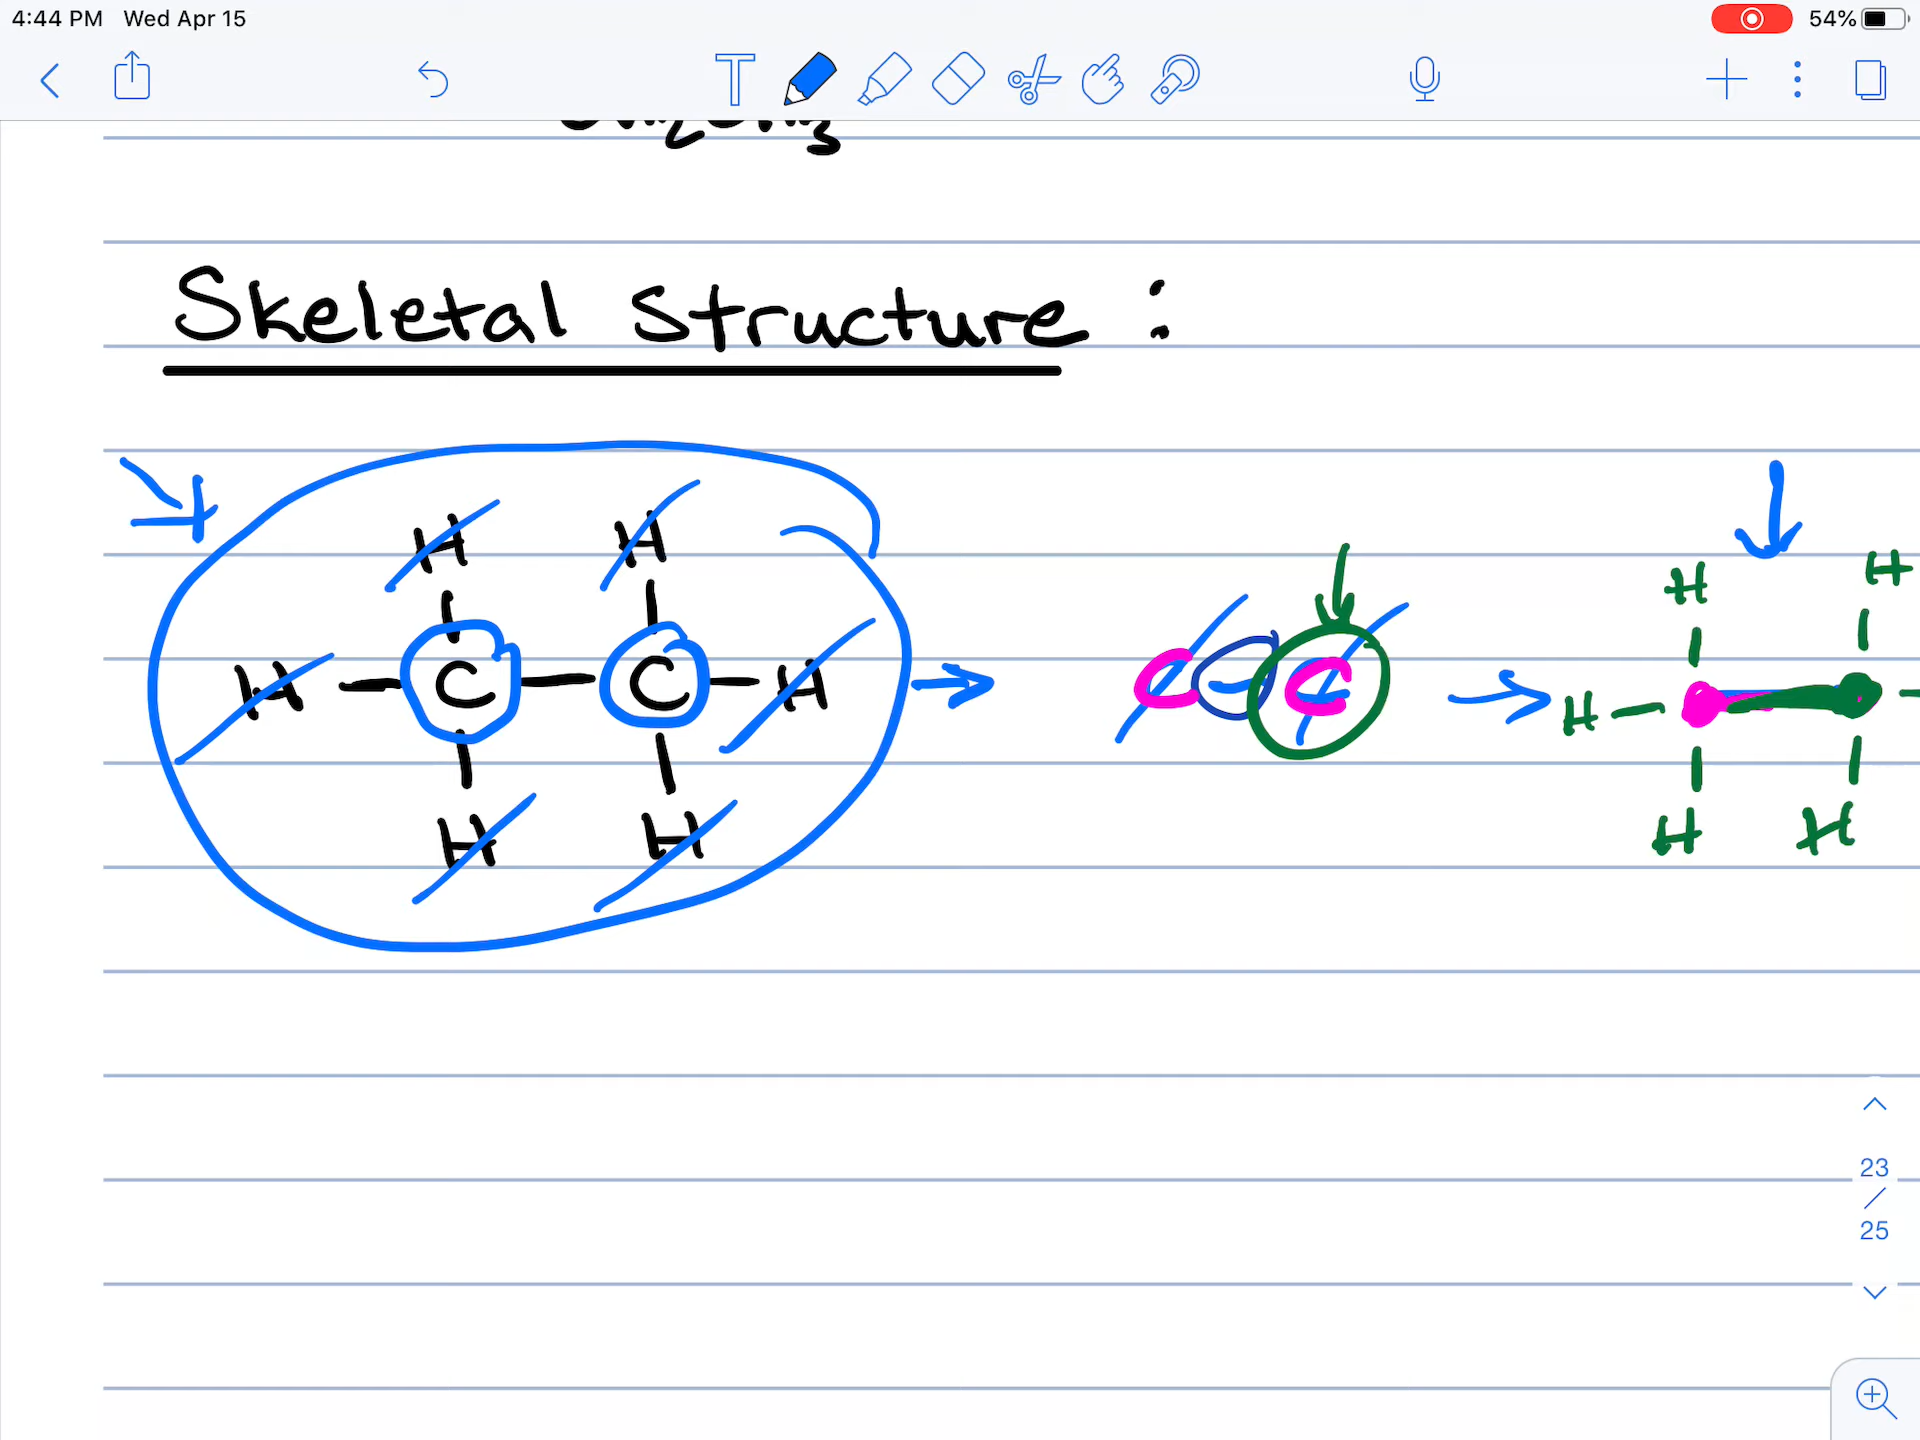 4:44 PM Wed Apr 15 54%
T
Skeletal Structure :
H H
H C C H
H H
C C
H H
H
H H
23
/
25